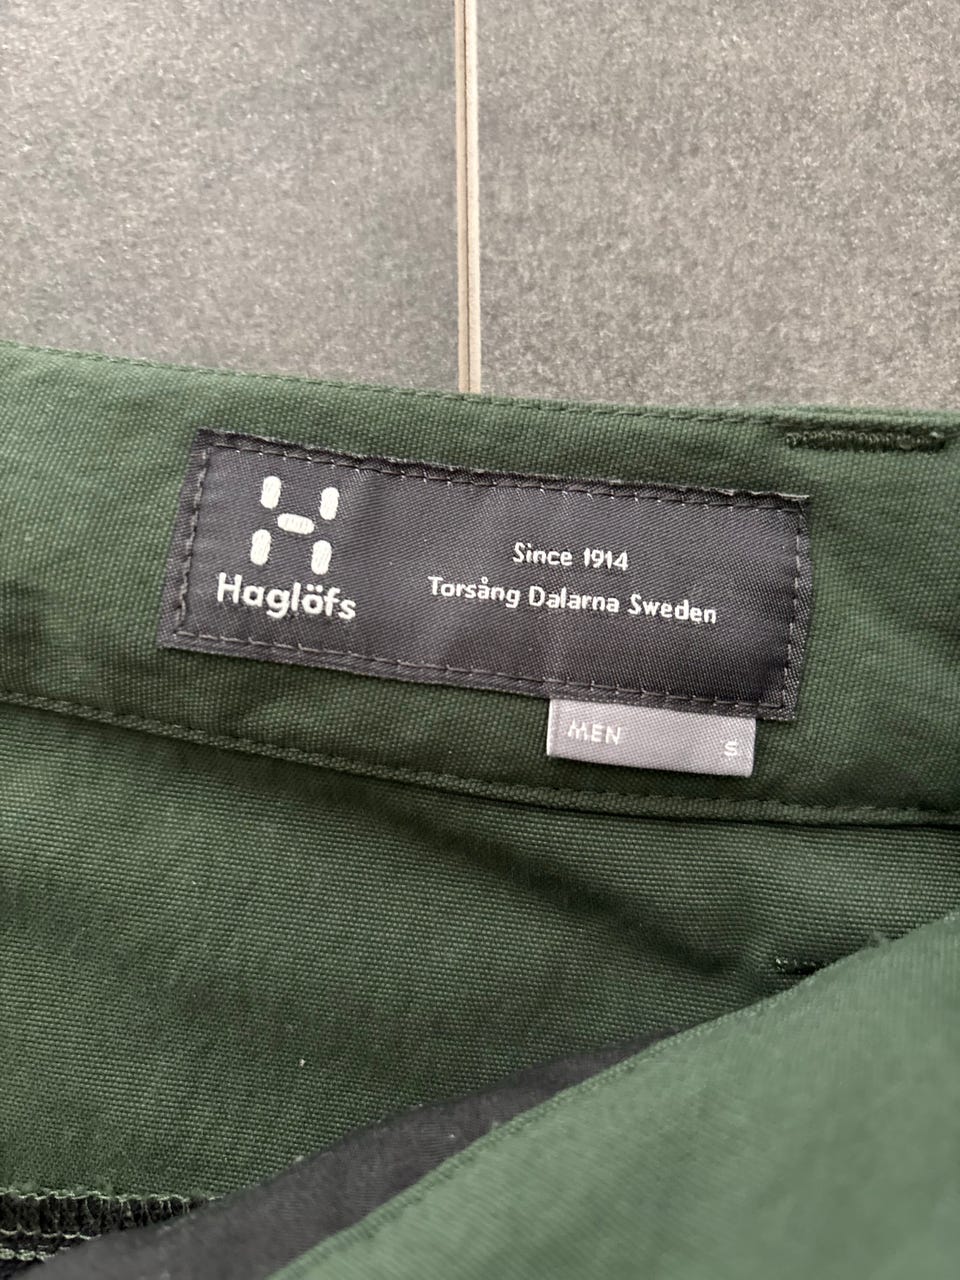 Haglöfs
Since 1914
Torsång Dalarna Sweden
MEN S